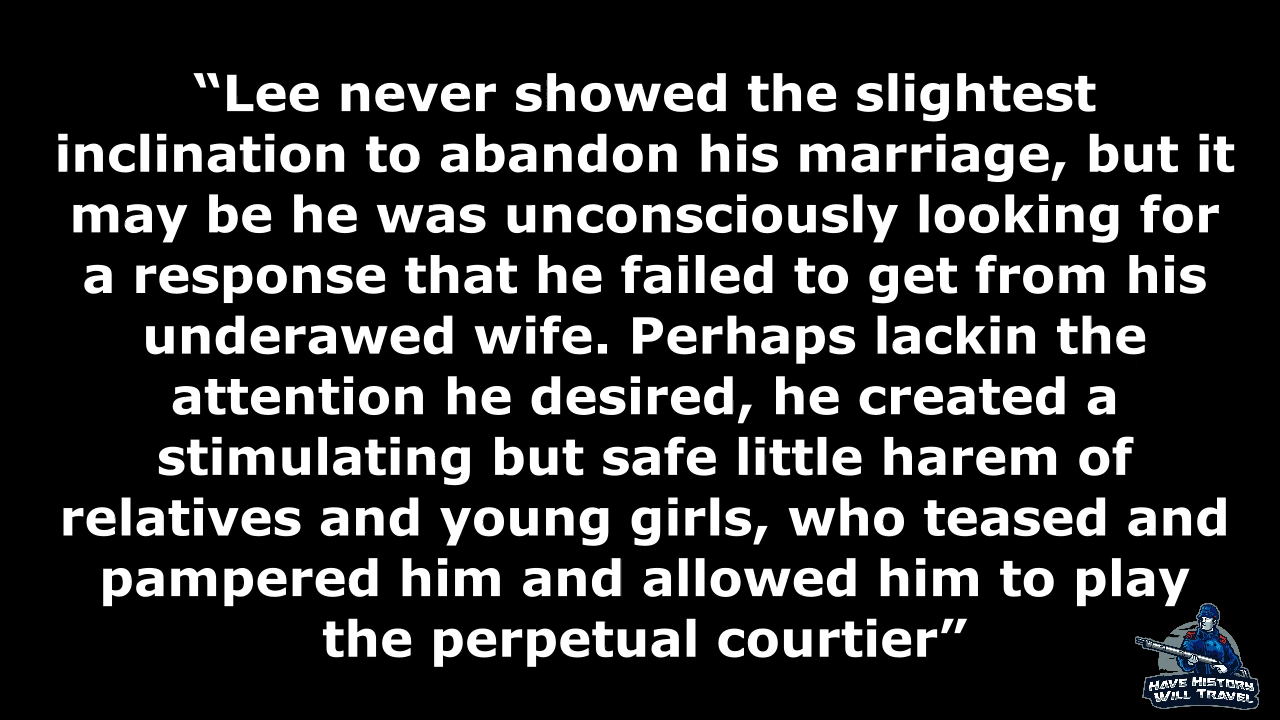 “Lee never showed the slightest
inclination to abandon his marriage, but it
may be he was unconsciously looking for
a response that he failed to get from his
underawed wife. Perhaps lackin the
attention he desired, he created a
stimulating but safe little harem of
relatives and young girls, who teased and
pampered him and allowed him to play
the perpetual courtier”
HAVE HISTORY
WILL TRAVEL